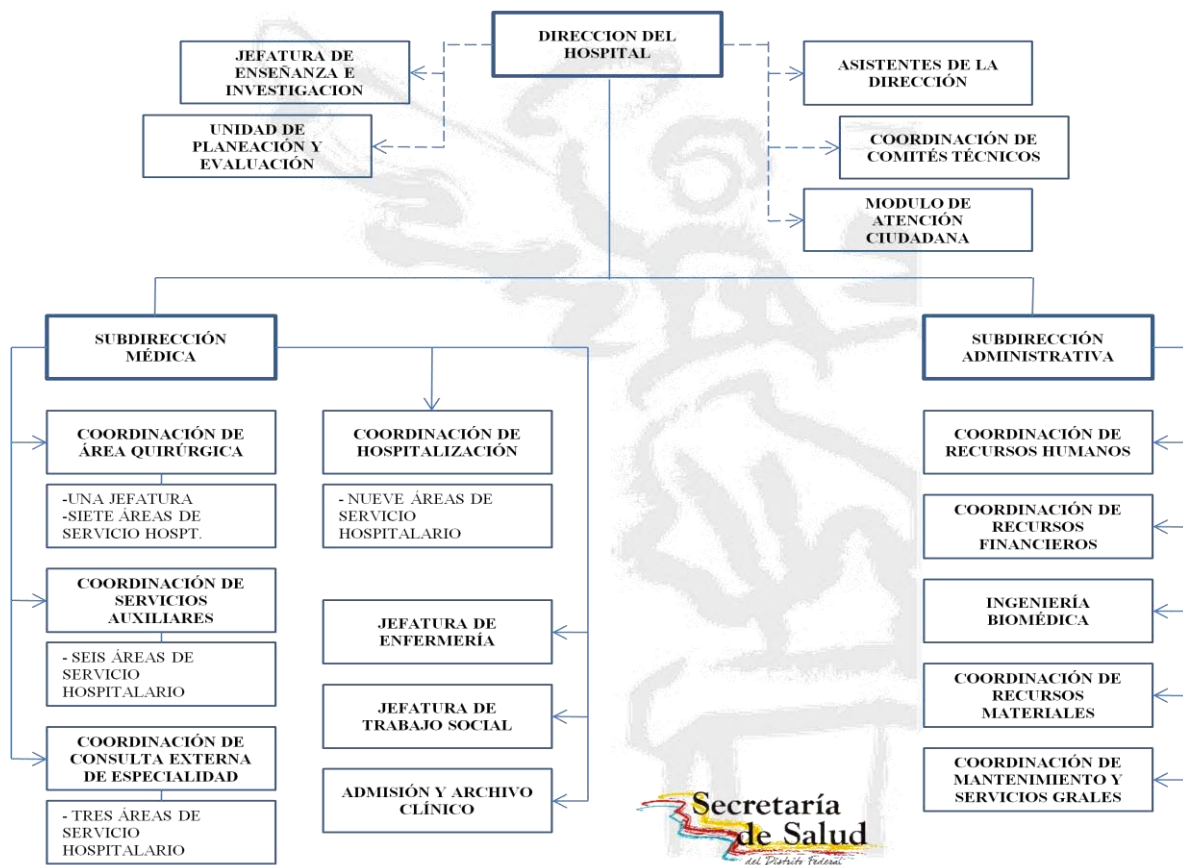 DIRECCION DEL
HOSPITAL
JEFATURA DE
ENSEÑANZA E
INVESTIGACION
UNIDAD DE
PLANEACIÓN Y
EVALUACIÓN
ASISTENTES DE LA
DIRECCIÓN
COORDINACIÓN DE
COMITÉS TÉCNICOS
MODULO DE
ATENCIÓN
CIUDADANA
SUBDIRECCIÓN
MÉDICA
COORDINACIÓN DE
ÁREA QUIRÚRGICA
-UNA JEFATURA
-SIETE ÁREAS DE
SERVICIO HOSPT.
COORDINACIÓN DE
SERVICIOS
AUXILIARES
- SEIS ÁREAS DE
SERVICIO
HOSPITALARIO
COORDINACIÓN DE
CONSULTA EXTERNA
DE ESPECIALIDAD
- TRES ÁREAS DE
SERVICIO
HOSPITALARIO
COORDINACIÓN DE
HOSPITALIZACIÓN
- NUEVE ÁREAS DE
SERVICIO
HOSPITALARIO
JEFATURA DE
ENFERMERÍA
JEFATURA DE
TRABAJO SOCIAL
ADMISIÓN Y ARCHIVO
CLÍNICO
SUBDIRECCIÓN
ADMINISTRATIVA
COORDINACIÓN DE
RECURSOS HUMANOS
COORDINACIÓN DE
RECURSOS
FINANCIEROS
INGENIERÍA
BIOMÉDICA
COORDINACIÓN DE
RECURSOS
MATERIALES
COORDINACIÓN DE
MANTENIMIENTO Y
SERVICIOS GRALES
Secretaría
de Salud
del Distrito Federal